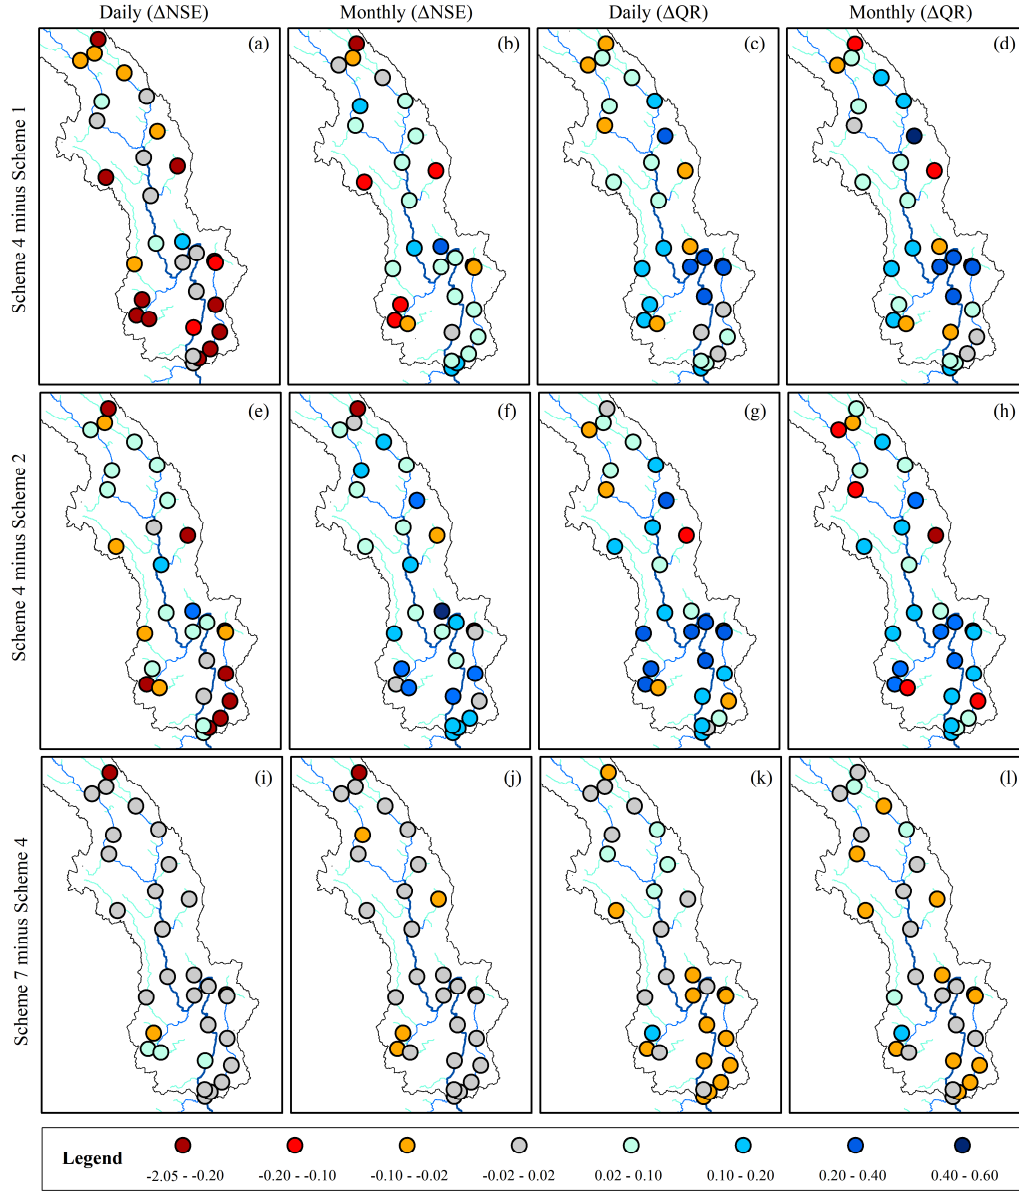 Daily (ΔNSE) Monthly (ΔNSE) Daily (ΔQR) Monthly (ΔQR)
Scheme 4 minus Scheme 1
(a) (b) (c) (d)
Scheme 4 minus Scheme 2
(e) (f) (g) (h)
Scheme 7 minus Scheme 4
(i) (j) (k) (l)
Legend
-2.05 - -0.20 -0.20 - -0.10 -0.10 - -0.02 -0.02 - 0.02 0.02 - 0.10 0.10 - 0.20 0.20 - 0.40 0.40 - 0.60